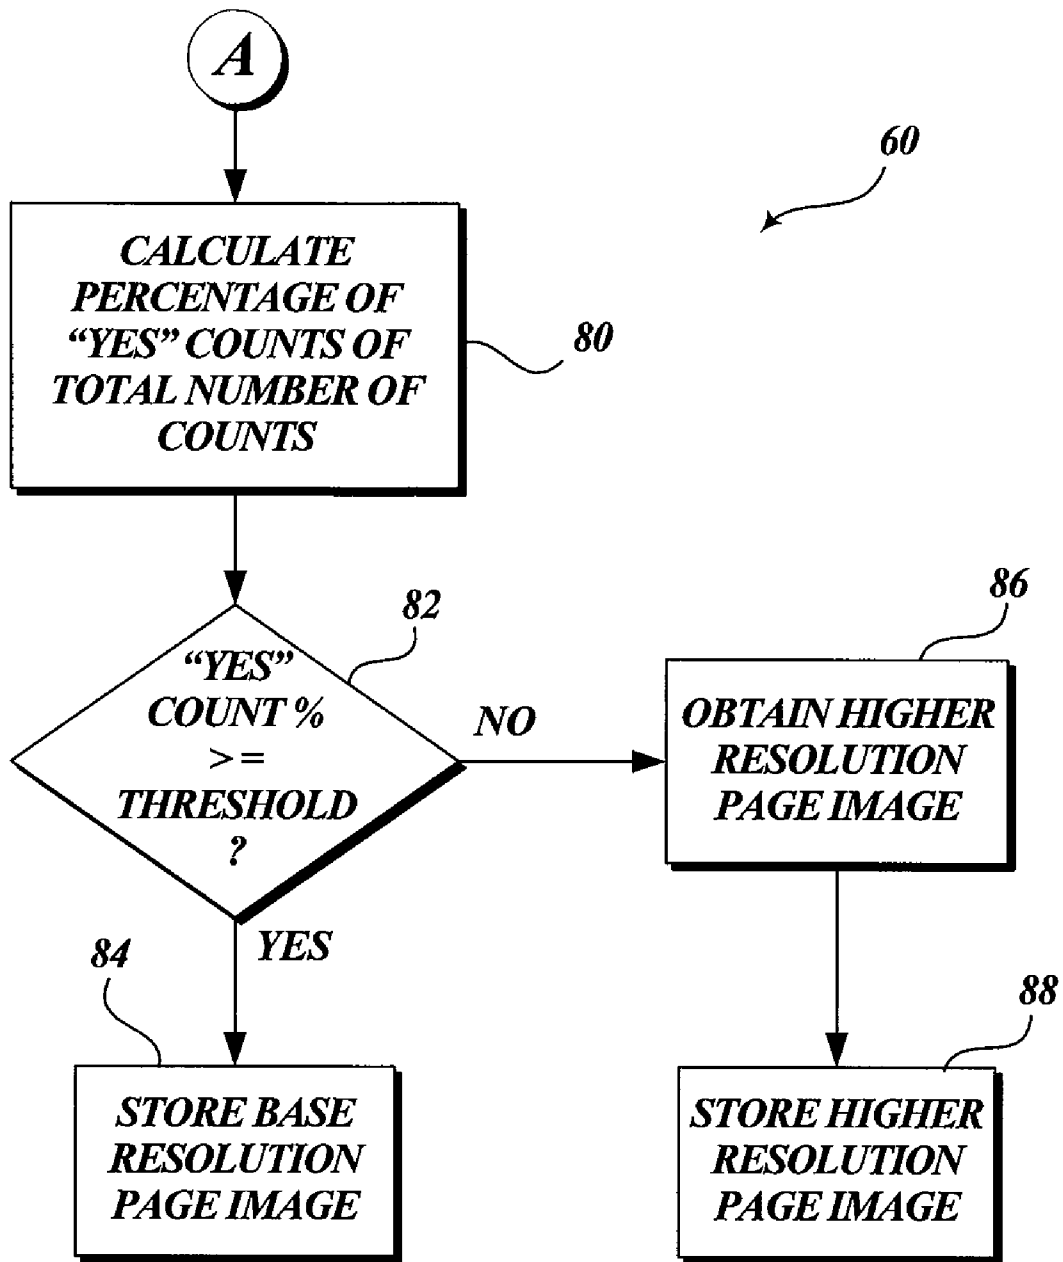 A
60
CALCULATE
PERCENTAGE OF
“YES” COUNTS OF
TOTAL NUMBER OF
COUNTS
80
82
“YES”
COUNT %
>=
THRESHOLD
?
NO
86
OBTAIN HIGHER
RESOLUTION
PAGE IMAGE
YES
84
STORE BASE
RESOLUTION
PAGE IMAGE
88
STORE HIGHER
RESOLUTION
PAGE IMAGE